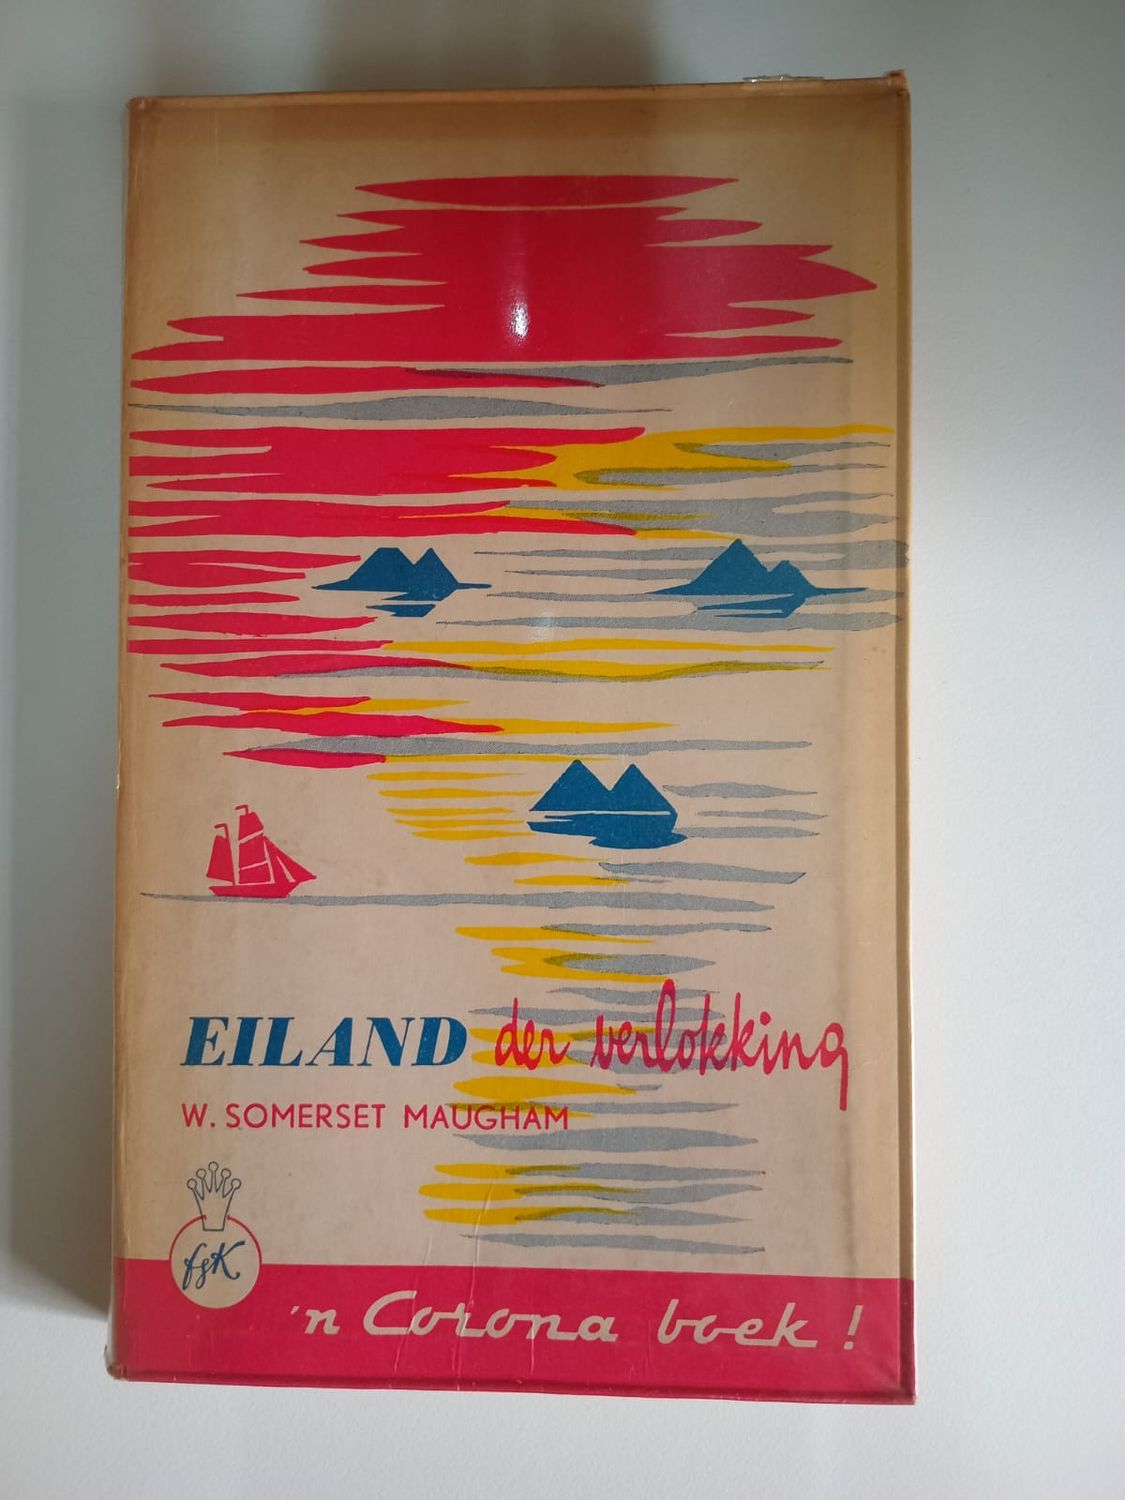 EILAND der verlokking
W. SOMERSET MAUGHAM
fsK
'n Corona boek!